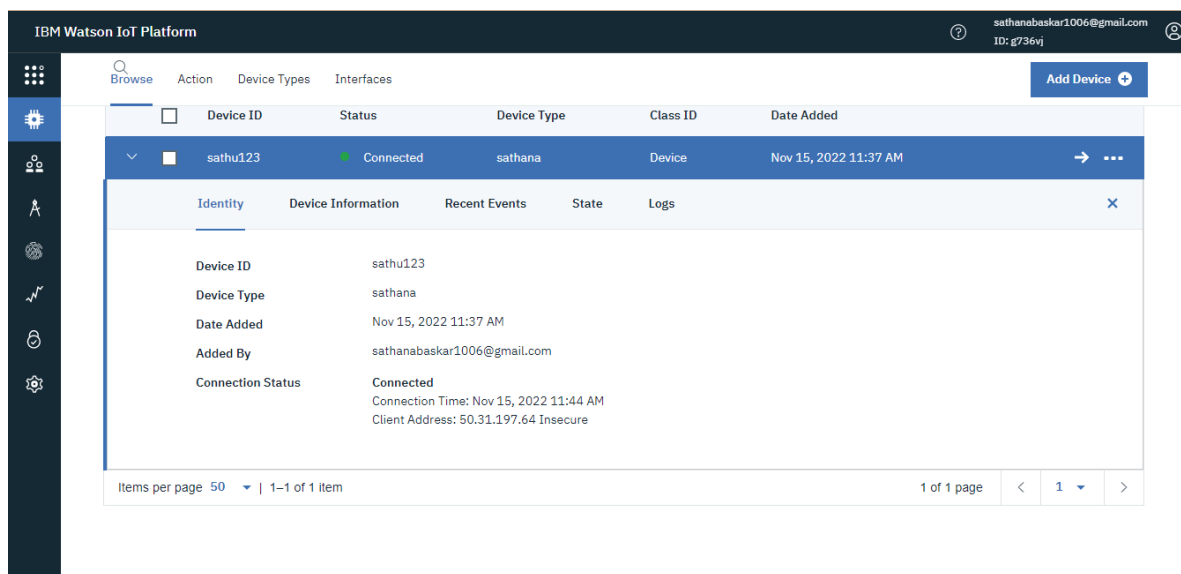 IBM Watson IoT Platform
sathanabaskar1006@gmail.com
ID: g736vj
Browse Action Device Types Interfaces
Add Device
Device ID Status Device Type Class ID Date Added
sathu123 Connected sathana Device Nov 15, 2022 11:37 AM
Identity Device Information Recent Events State Logs
Device ID sathu123
Device Type sathana
Date Added Nov 15, 2022 11:37 AM
Added By sathanabaskar1006@gmail.com
Connection Status Connected
Connection Time: Nov 15, 2022 11:44 AM
Client Address: 50.31.197.64 Insecure
Items per page 50 | 1–1 of 1 item 1 of 1 page 1